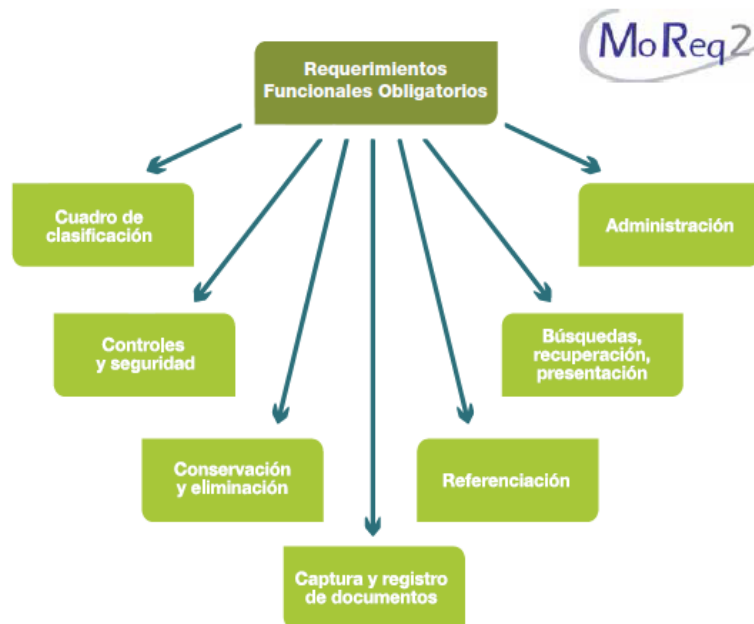 MoReq2
Requerimientos
Funcionales Obligatorios
Cuadro de
clasificación
Administración
Controles
y seguridad
Búsquedas,
recuperación,
presentación
Conservación
y eliminación
Referenciación
Captura y registro
de documentos